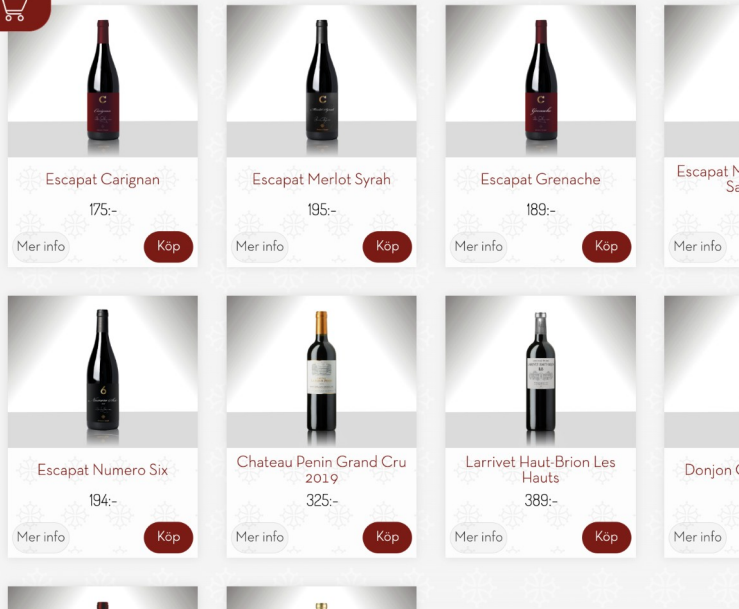 Escapat Carignan
175:-
Mer info
Köp
Escapat Merlot Syrah
195:-
Mer info
Köp
Escapat Grenache
189:-
Mer info
Köp
Escapat
Mer info
Escapat Numero Six
194:-
Mer info
Köp
Chateau Penin Grand Cru
2019
325:-
Mer info
Köp
Larrivet Haut-Brion Les
Hauts
389:-
Mer info
Köp
Donjon
Mer info